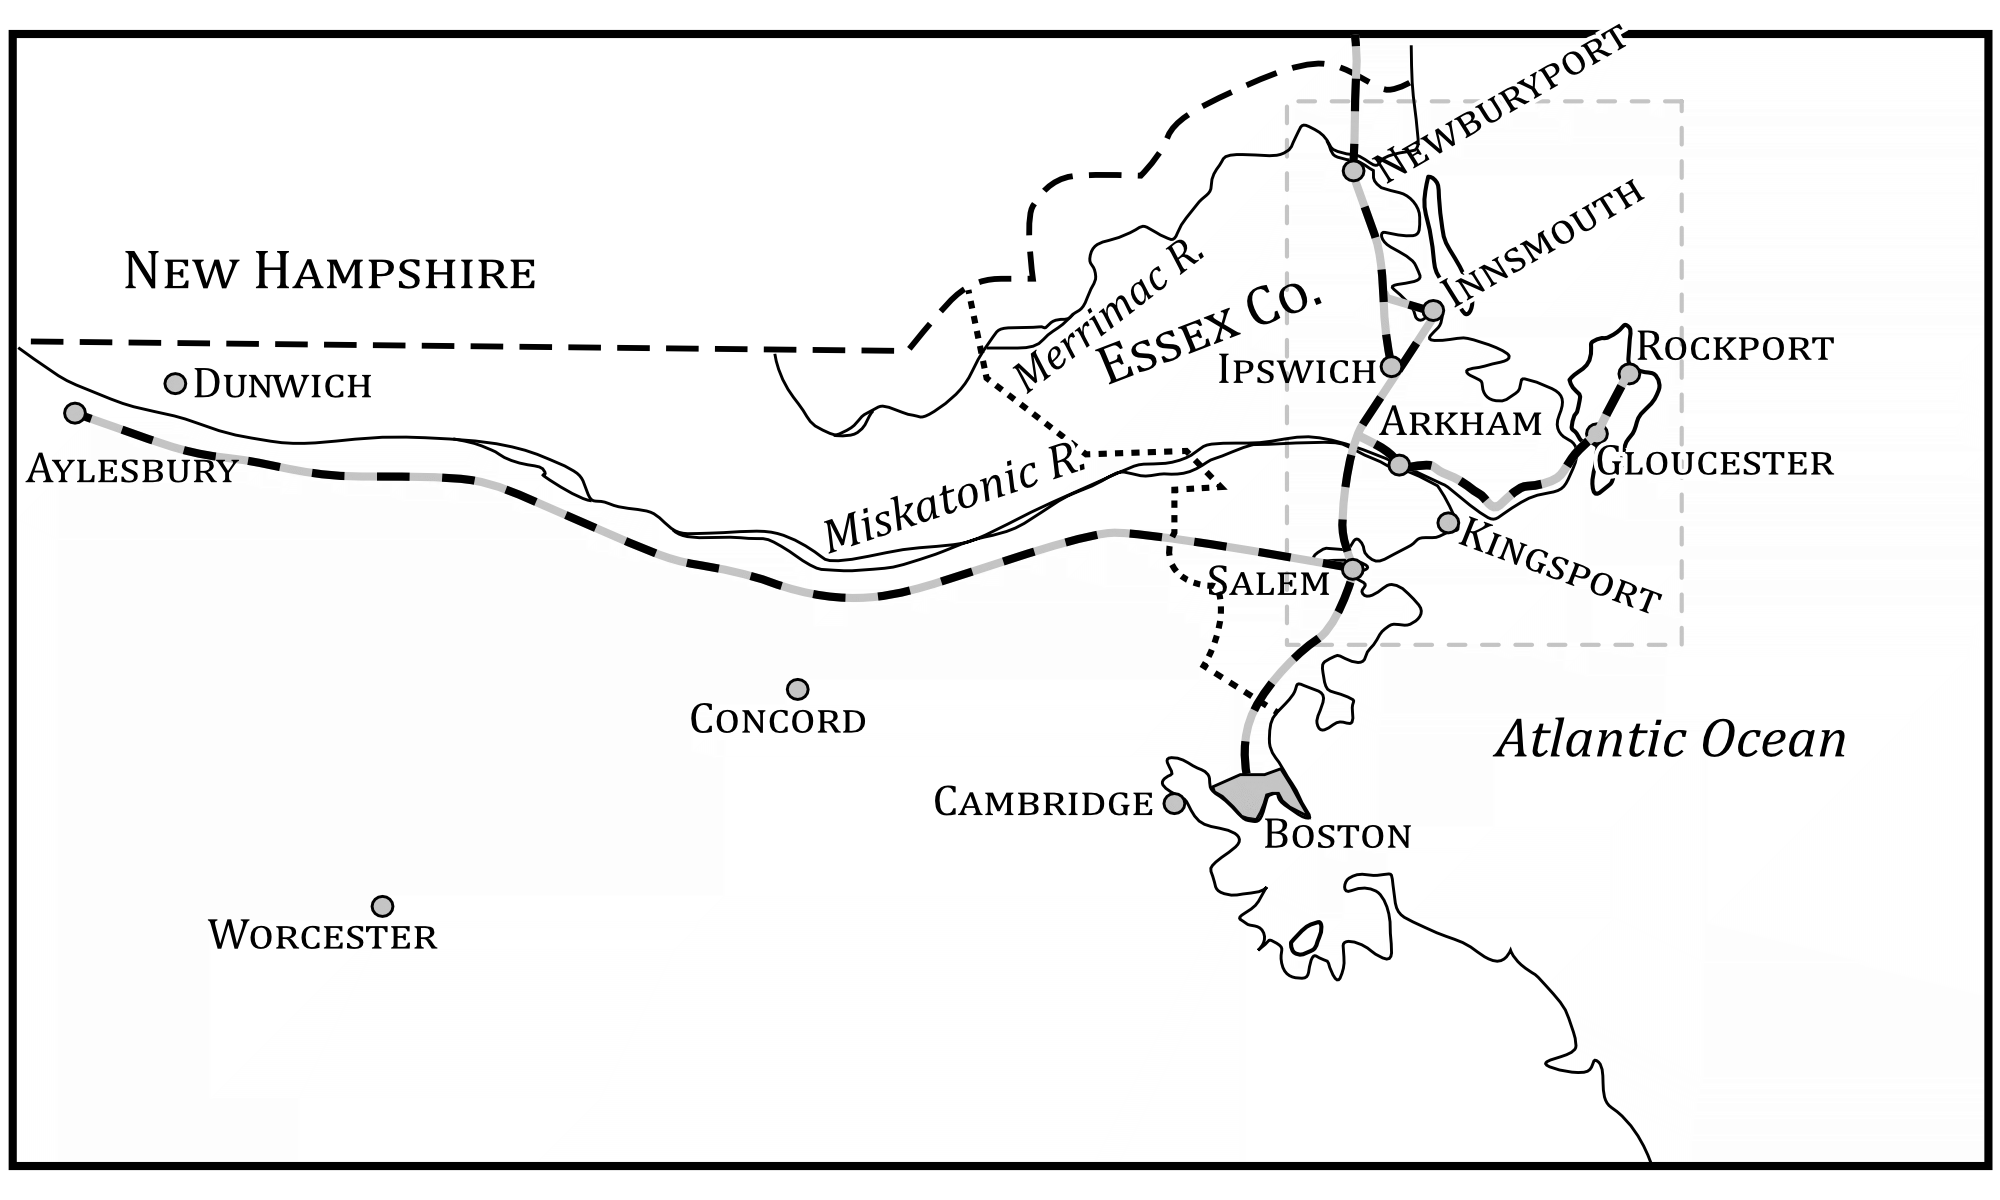 NEWBURYPORT
INNSMOUTH
NEW HAMPSHIRE
Merrimac R.
ESSEX CO.
ROCKPORT
IPSWICH
DUNWICH
ARKHAM
AYLESBURY
GLOUCESTER
Miskatonic R.
KINGSPORT
SALEM
CONCORD
Atlantic Ocean
CAMBRIDGE
BOSTON
WORCESTER